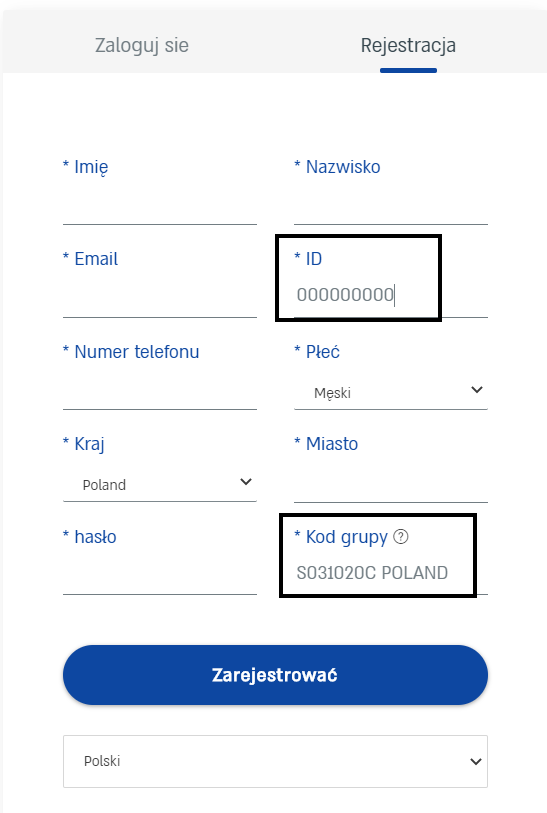 Zaloguj sie Rejestracja
* Imię * Nazwisko
* Email * ID
000000000
* Numer telefonu * Płeć
Męski
* Kraj * Miasto
Poland
* hasło * Kod grupy ?
S031020C POLAND
Zarejestrować
Polski